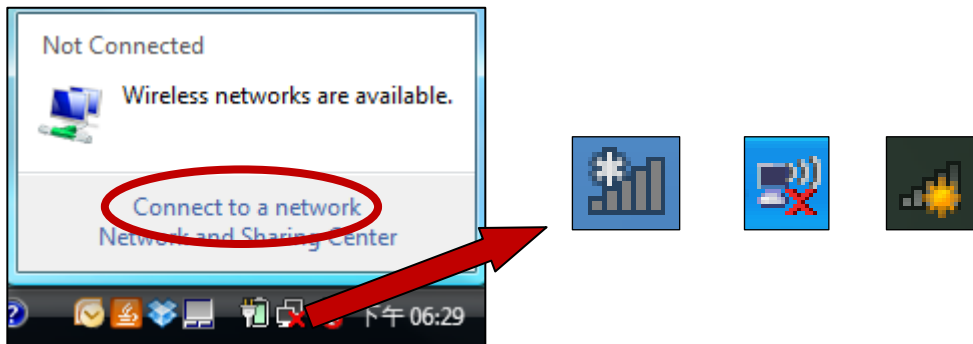 Not Connected
Wireless networks are available.
Connect to a network
Network and Sharing Center
? 下午 06:29